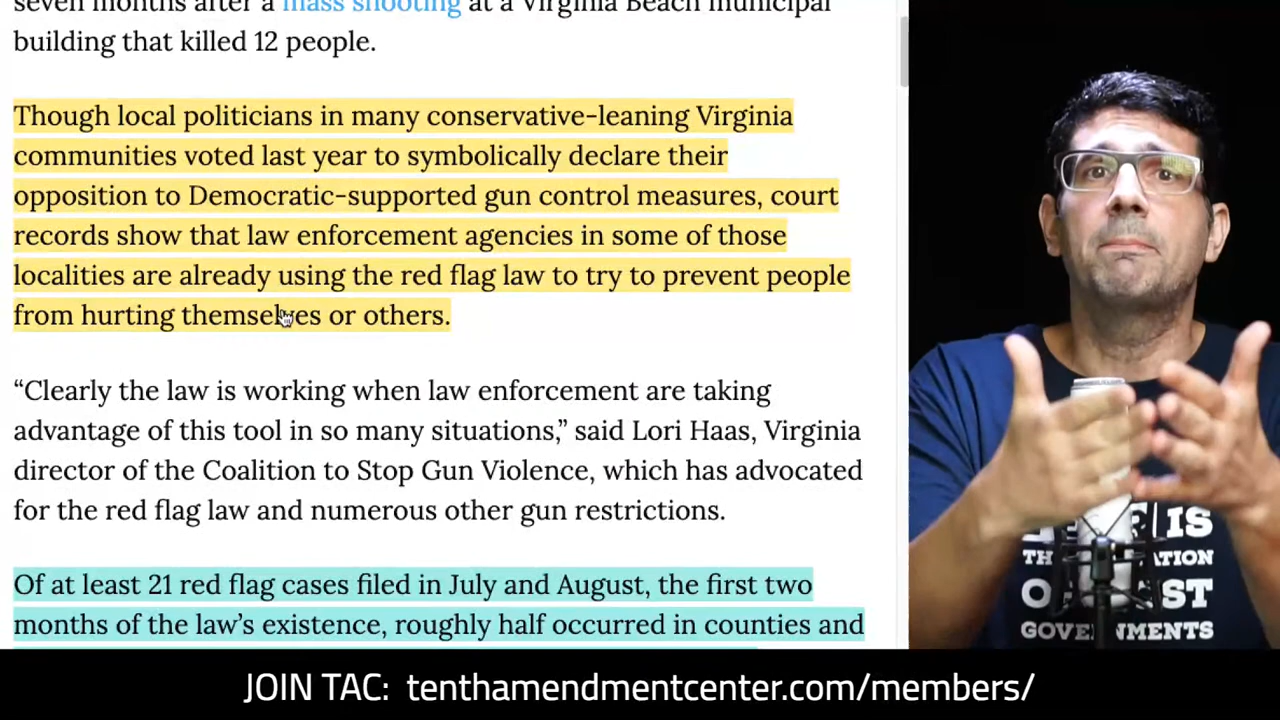 seven months after a mass shooting at a Virginia Beach municipal
building that killed 12 people.
Though local politicians in many conservative-leaning Virginia
communities voted last year to symbolically declare their
opposition to Democratic-supported gun control measures, court
records show that law enforcement agencies in some of those
localities are already using the red flag law to try to prevent people
from hurting themselves or others.
“Clearly the law is working when law enforcement are taking
advantage of this tool in so many situations,” said Lori Haas, Virginia
director of the Coalition to Stop Gun Violence, which has advocated
for the red flag law and numerous other gun restrictions.
Of at least 21 red flag cases filed in July and August, the first two
months of the law’s existence, roughly half occurred in counties and
IS
GOVERNMENTS
JOIN TAC: tenthamendmentcenter.com/members/